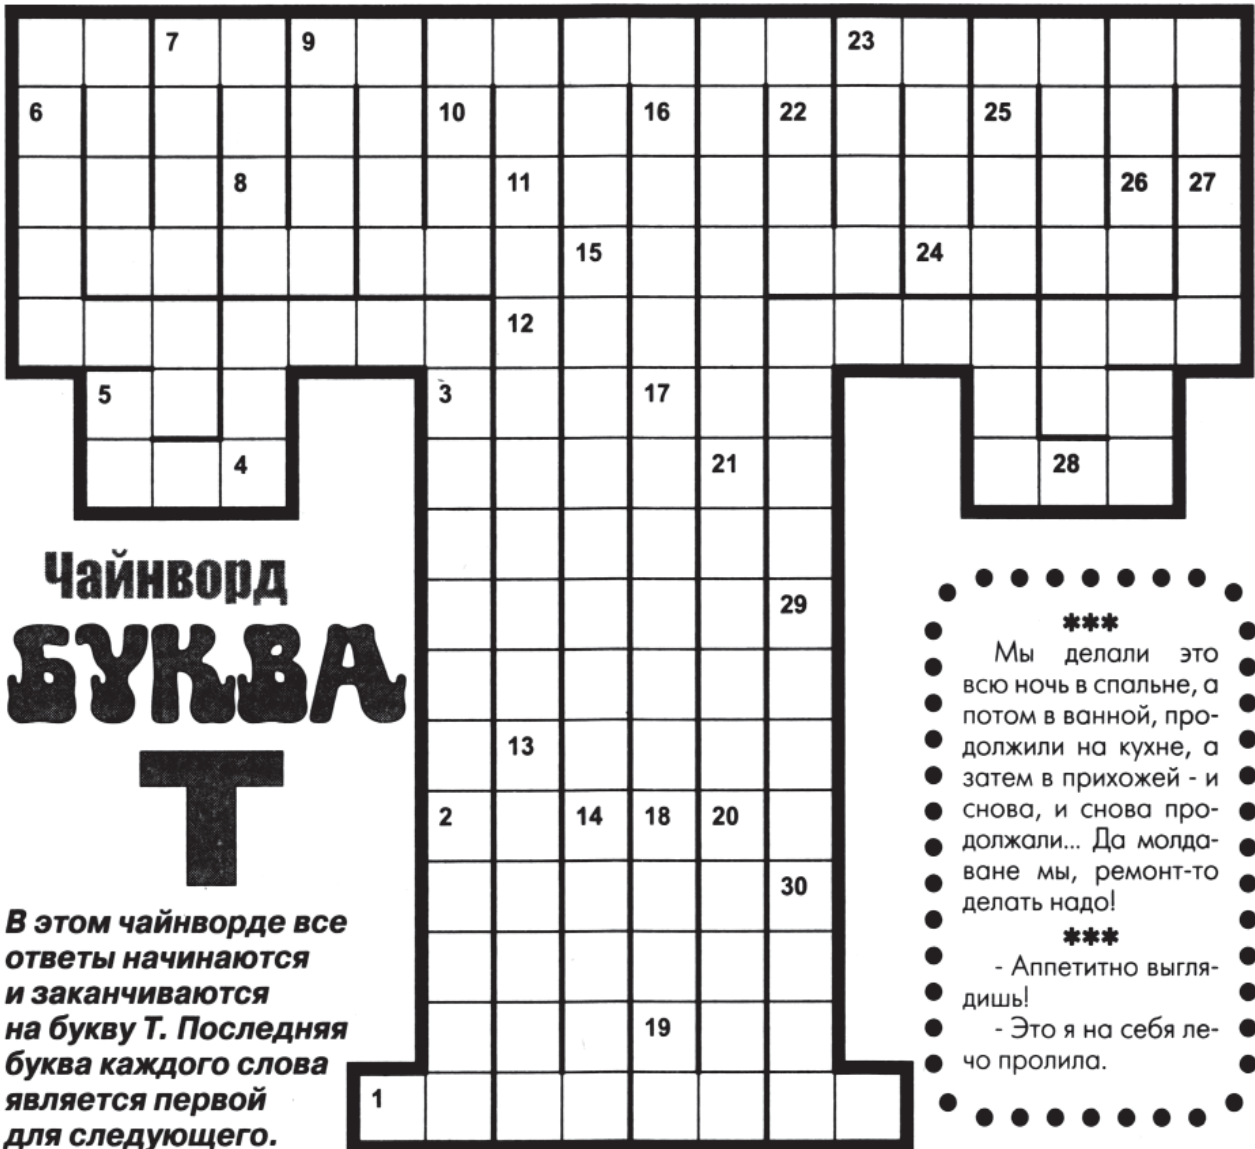 7 9 23
6 10 16 22 25
8 11 26 27
15 24
12
5 3 17
4 21 28
29
13
2 14 18 20
30
19
1
Чайнворд
БУКВА
Т
В этом чайнворде все
ответы начинаются
и заканчиваются
на букву Т. Последняя
буква каждого слова
является первой
для следующего.
***
Мы делали это
всю ночь в спальне, а
потом в ванной, про-
должили на кухне, а
затем в прихожей - и
снова, и снова про-
должали... Да молда-
ване мы, ремонт-то
делать надо!
***
- Аппетитно выгля-
дишь!
- Это я на себя ле-
чо пролила.